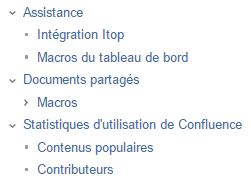 Assistance
Intégration Itop
Macros du tableau de bord
Documents partagés
Macros
Statistiques d'utilisation de Confluence
Contenus populaires
Contributeurs